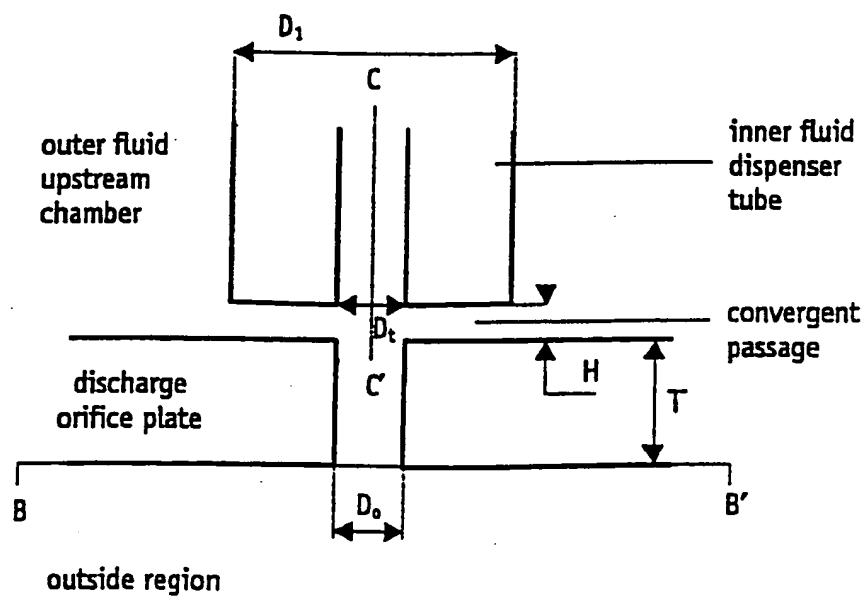 D₁
C
outer fluid
upstream
chamber
inner fluid
dispenser
tube
Dₜ
convergent
passage
C'
H
T
discharge
orifice plate
B
B'
Dₒ
outside region